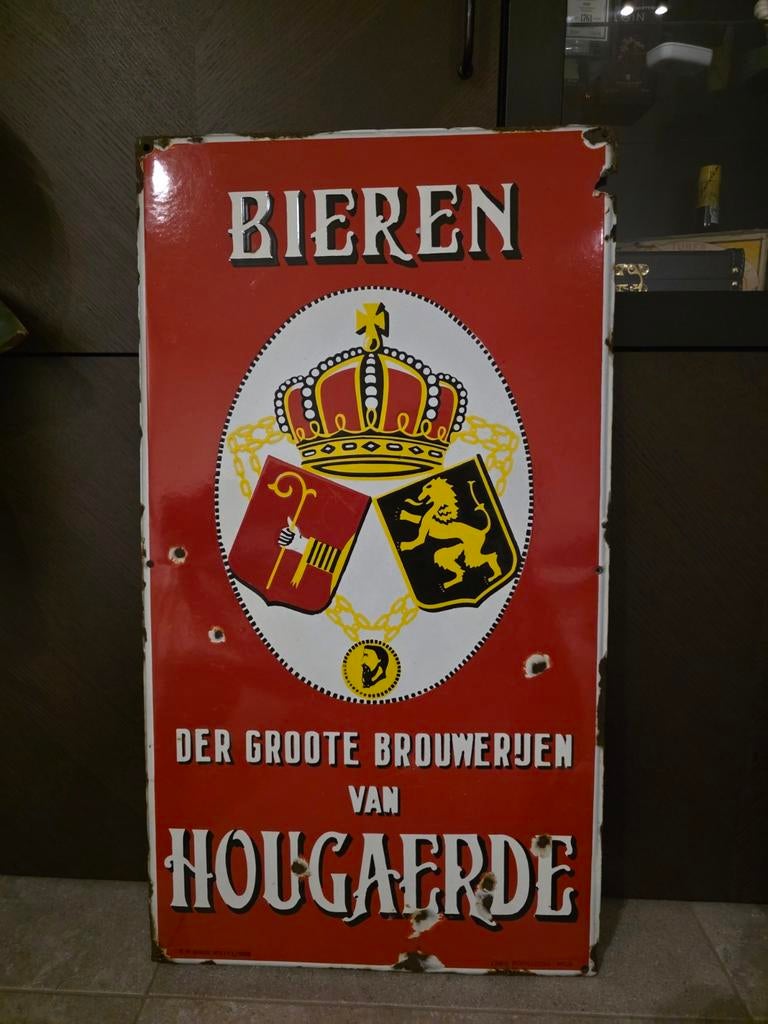 BIEREN
DER GROOTE BROUWERIJEN
VAN
HOUGAERDE